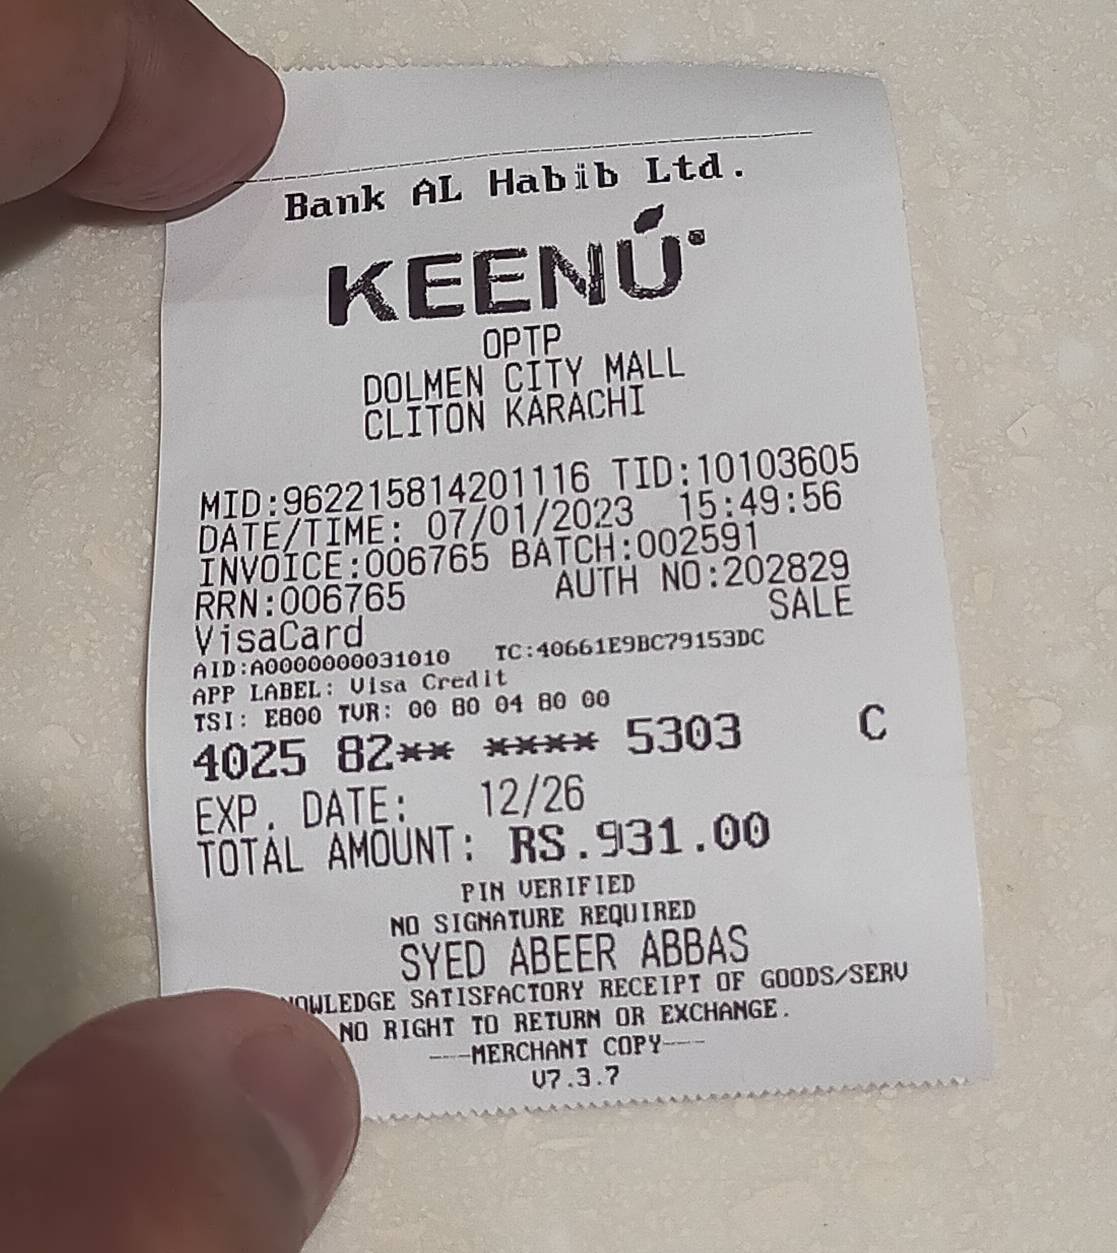 Bank AL Habib Ltd.
KEENÚ®
OPTP
DOLMEN CITY MALL
CLITON KARACHI
MID:962215814201116 TID:10103605
DATE/TIME: 07/01/2023 15:49:56
INVOICE:006765 BATCH:002591
RRN:006765 AUTH NO:202829
VisaCard SALE
AID:A0000000031010 TC:40661E9BC79153DC
APP LABEL: Visa Credit
TSI: E800 TVR: 00 80 04 80 00
4025 82** **** 5303 C
EXP. DATE: 12/26
TOTAL AMOUNT: RS.931.00
PIN VERIFIED
NO SIGNATURE REQUIRED
SYED ABEER ABBAS
OWLEDGE SATISFACTORY RECEIPT OF GOODS/SERV
NO RIGHT TO RETURN OR EXCHANGE.
---MERCHANT COPY---
V7.3.7